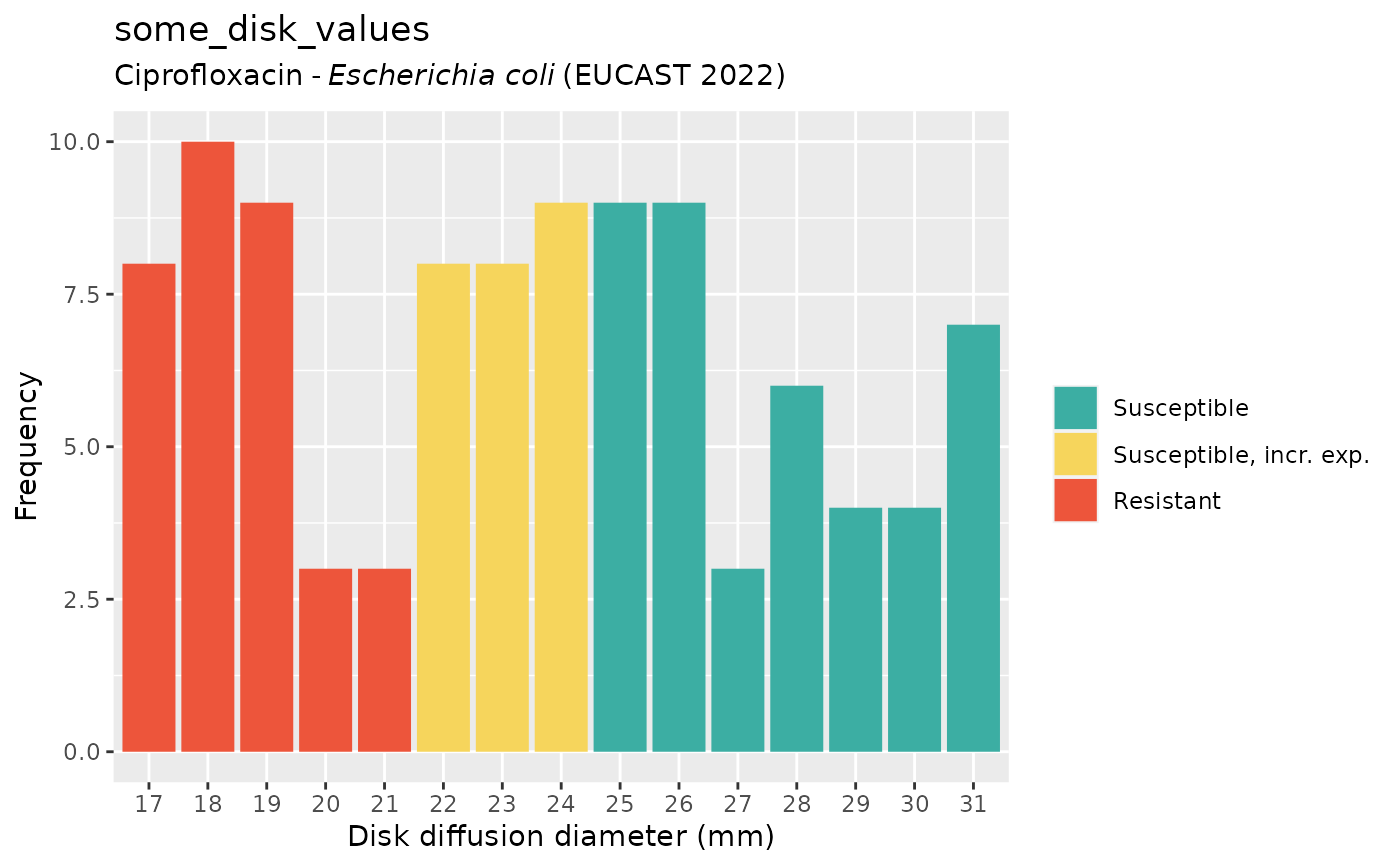 some_disk_values
Ciprofloxacin - Escherichia coli (EUCAST 2022)
Frequency
10.0
7.5
5.0
2.5
0.0
17 18 19 20 21 22 23 24 25 26 27 28 29 30 31
Disk diffusion diameter (mm)
Susceptible
Susceptible, incr. exp.
Resistant